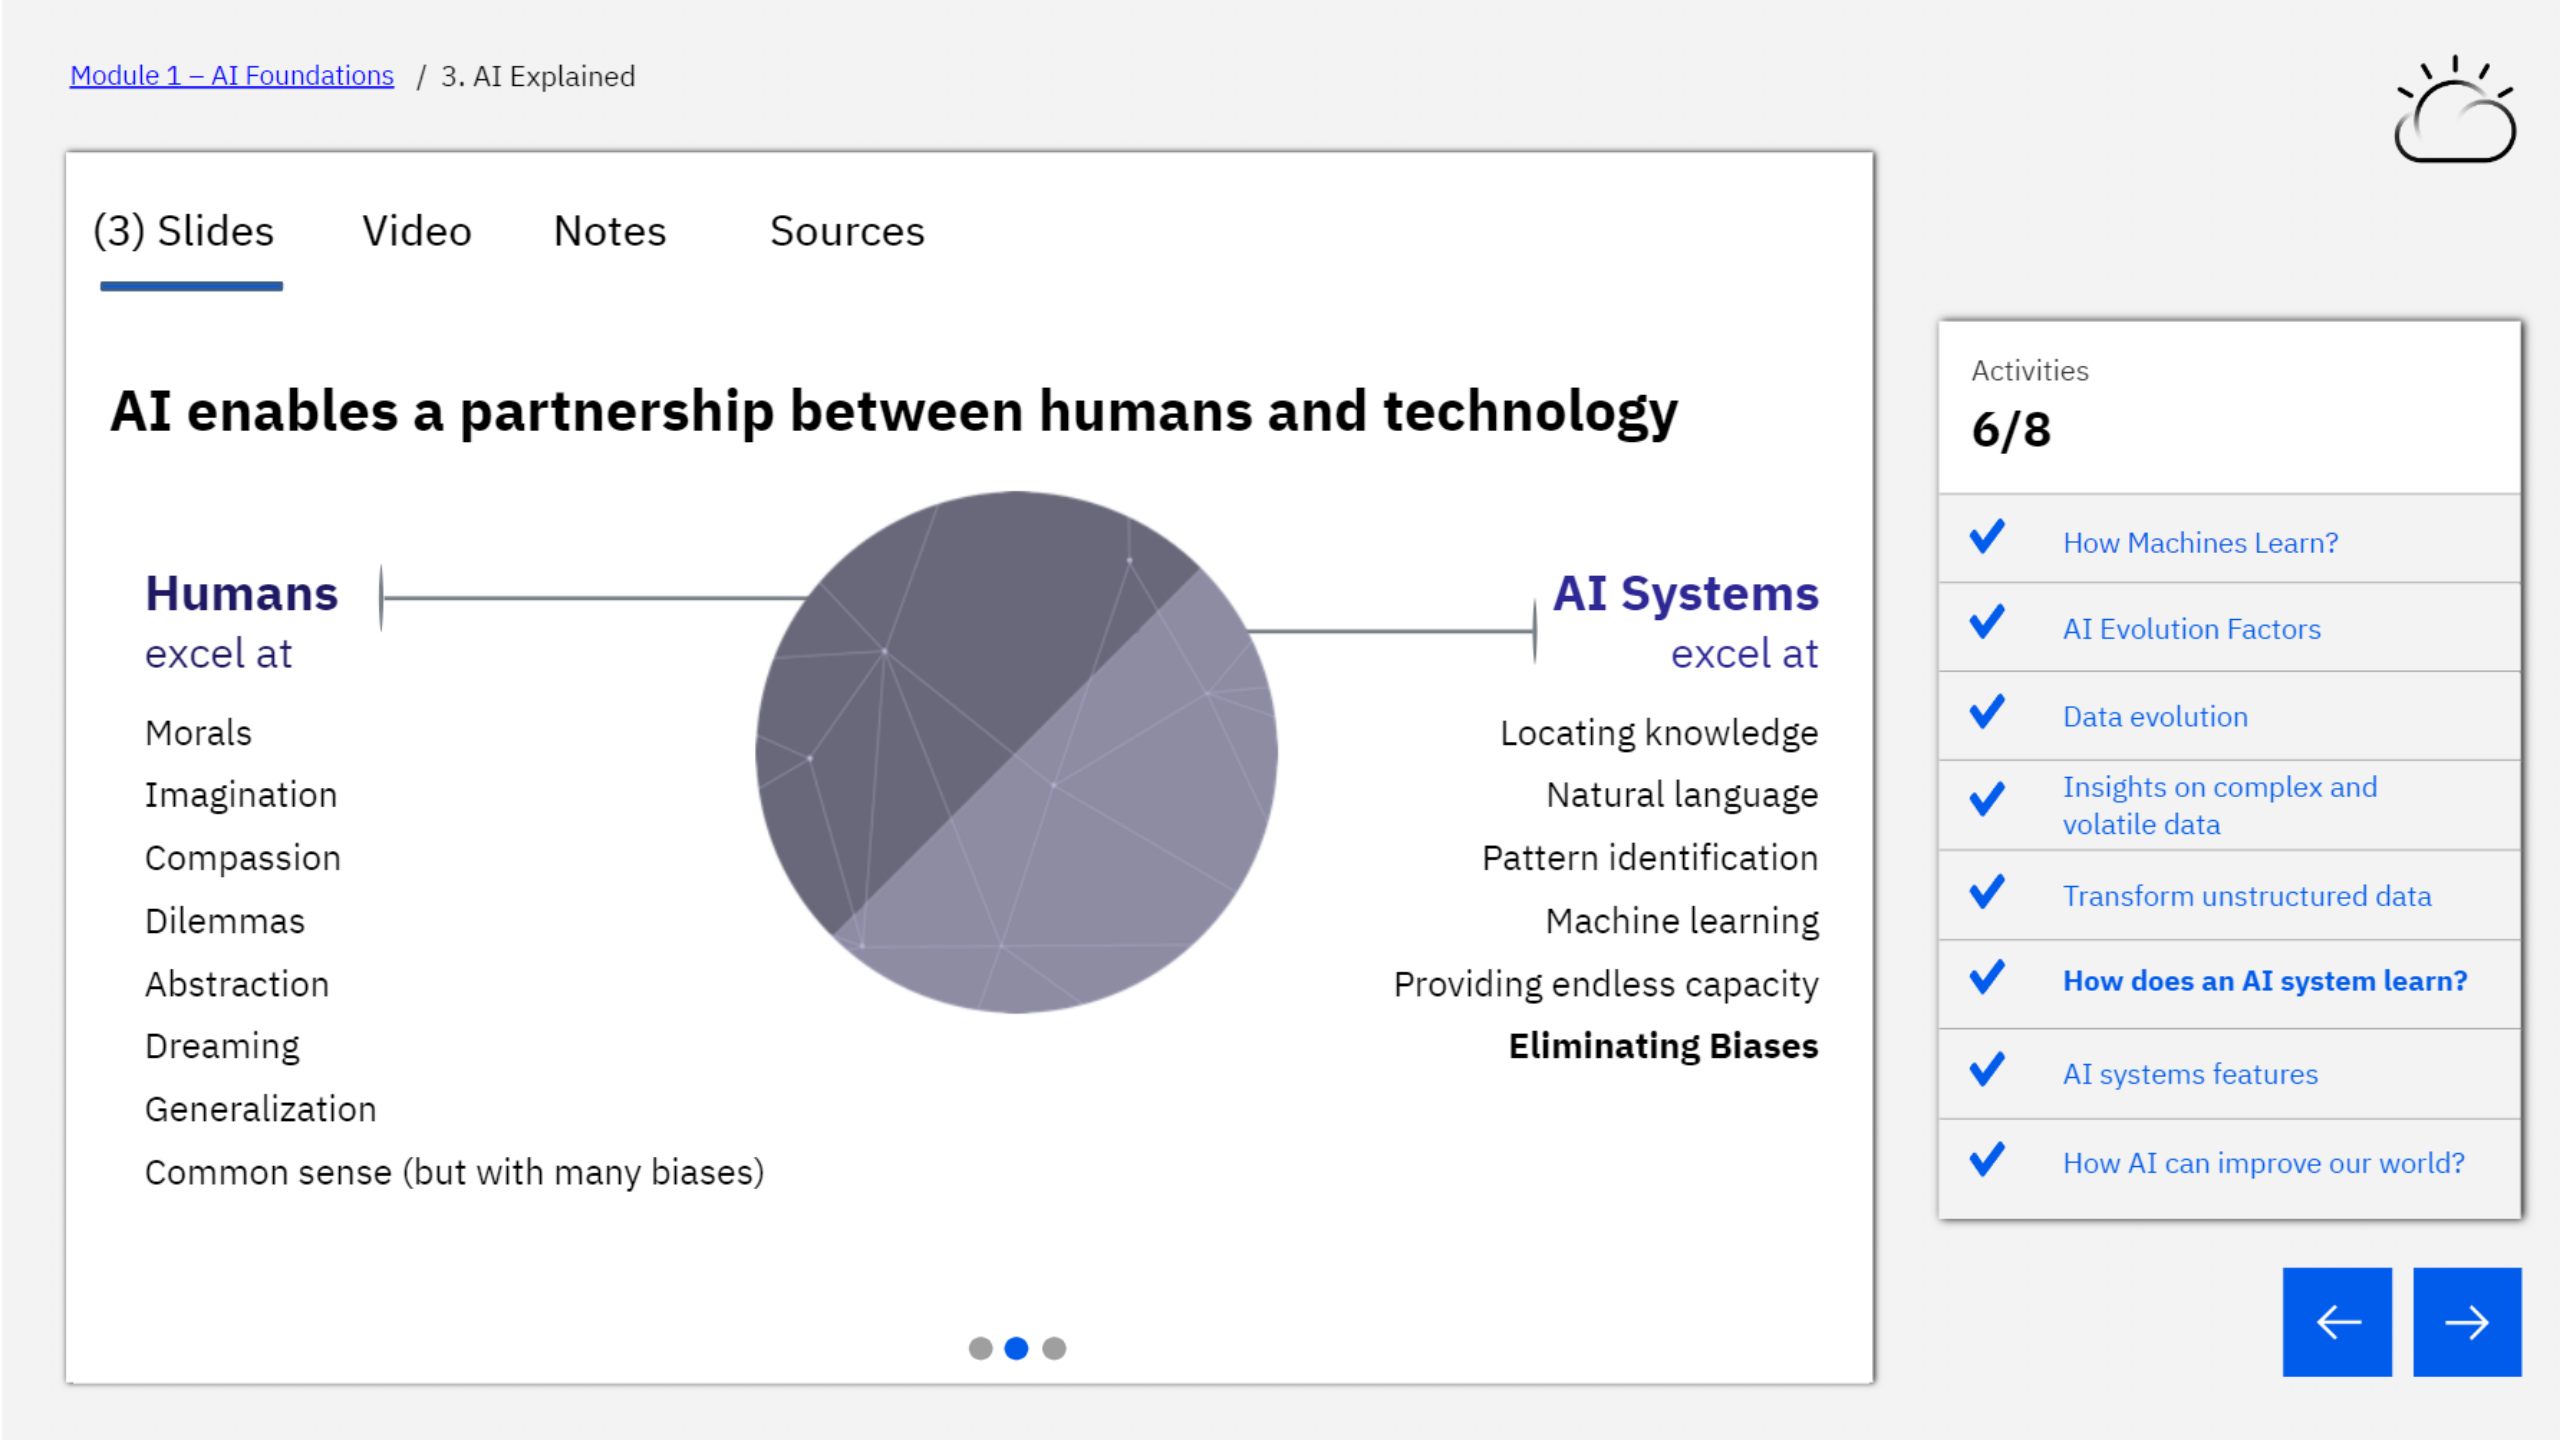 Module 1 – AI Foundations / 3. AI Explained
(3) Slides Video Notes Sources
AI enables a partnership between humans and technology
Humans
excel at
Morals
Imagination
Compassion
Dilemmas
Abstraction
Dreaming
Generalization
Common sense (but with many biases)
AI Systems
excel at
Locating knowledge
Natural language
Pattern identification
Machine learning
Providing endless capacity
Eliminating Biases
Activities
6/8
How Machines Learn?
AI Evolution Factors
Data evolution
Insights on complex and
volatile data
Transform unstructured data
How does an AI system learn?
AI systems features
How AI can improve our world?